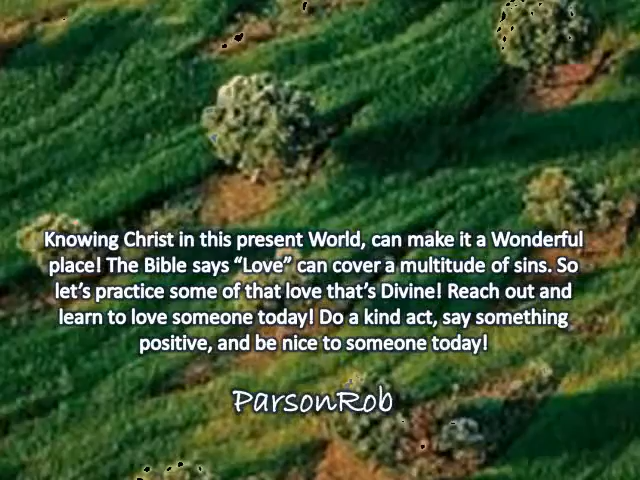 Knowing Christ in this present World, can make it a Wonderful
place! The Bible says “Love” can cover a multitude of sins. So
let’s practice some of that love that’s Divine! Reach out and
learn to love someone today! Do a kind act, say something
positive, and be nice to someone today!
ParsonRob